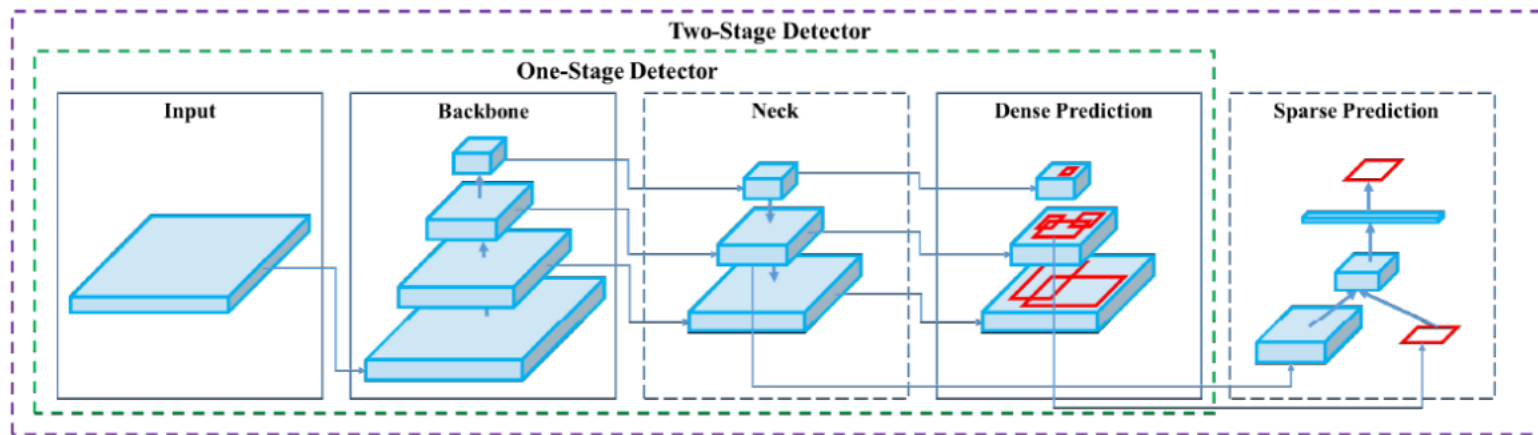 Two-Stage Detector
One-Stage Detector
Input
Backbone
Neck
Dense Prediction
Sparse Prediction